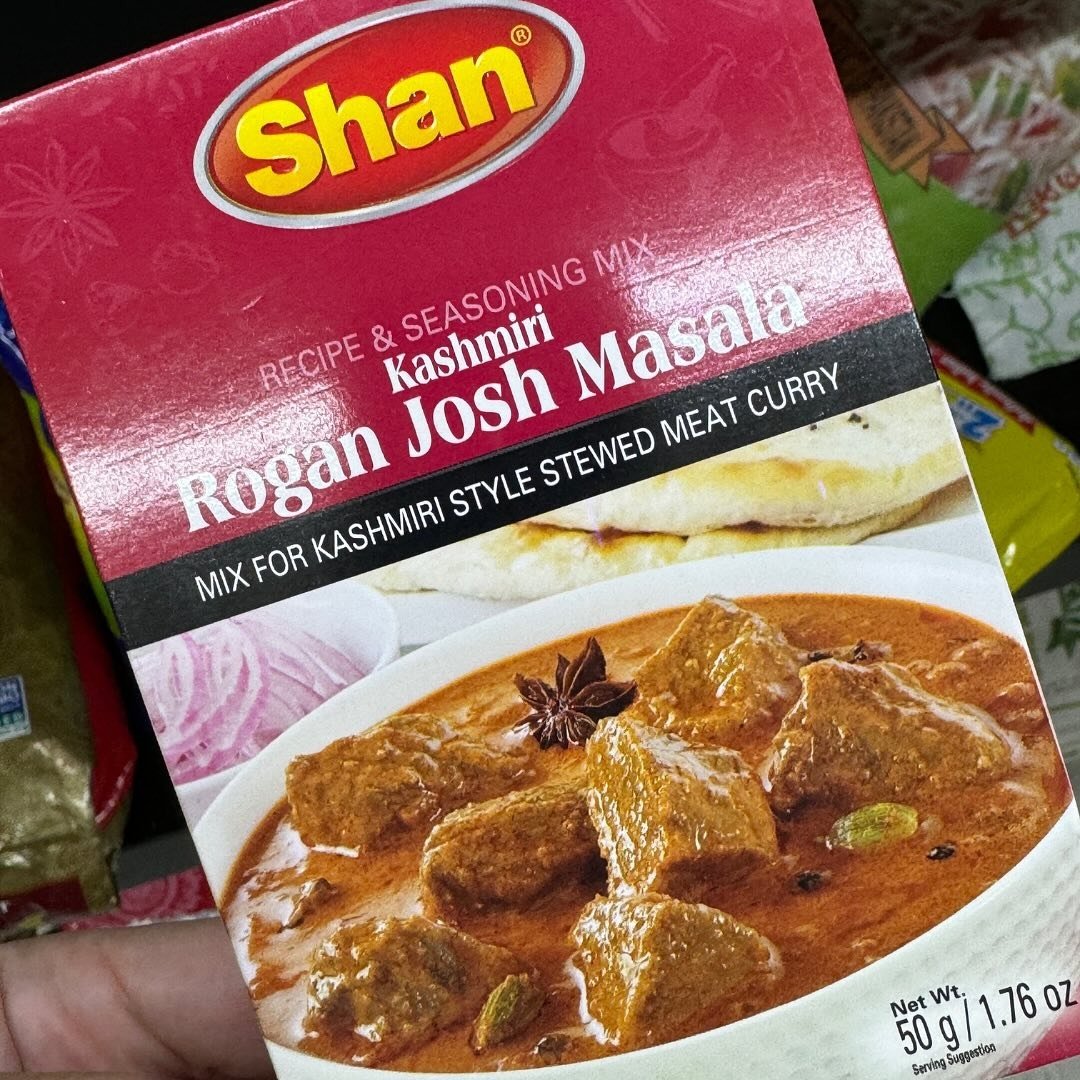 Shan®
RECIPE & SEASONING MIX
Kashmiri
Rogan Josh Masala
MIX FOR KASHMIRI STYLE STEWED MEAT CURRY
Net Wt.
50 g / 1.76 oz
Serving Suggestion